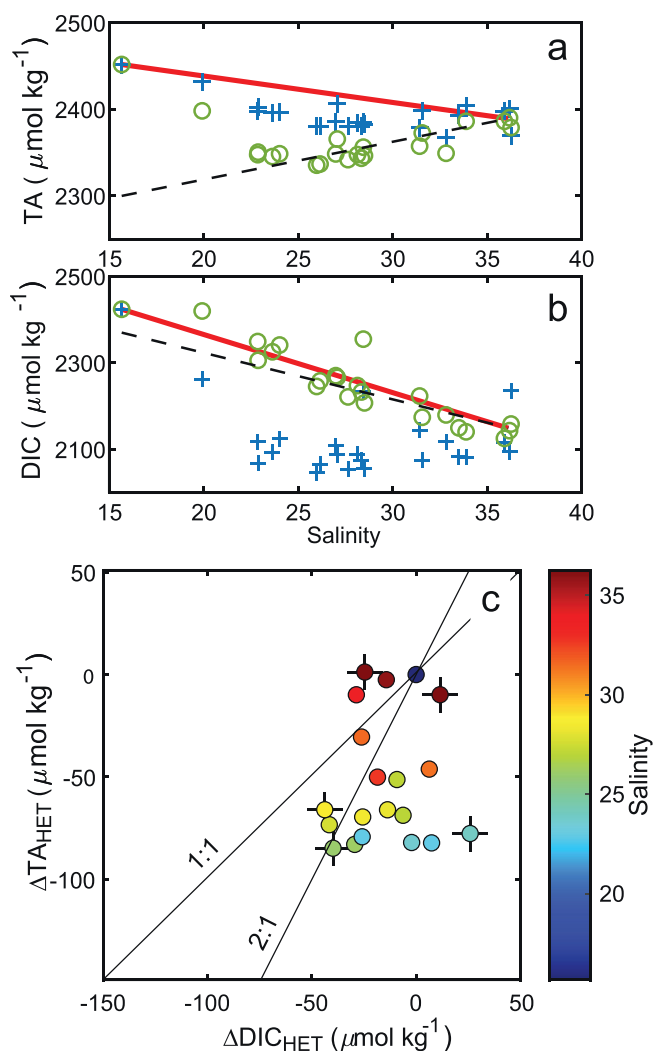 a
2500
2400
2300
TA ( μmol kg-1)
15 20 25 30 35 40
b
2500
2300
2100
DIC ( μmol kg-1)
15 20 25 30 35 40
Salinity
c
50
0
-50
-100
ΔTAHET
(μmol kg-1)
1:1
2:1
-150 -100 -50 0 50
ΔDICHET (μmol kg-1)
35
30
25
20
Salinity